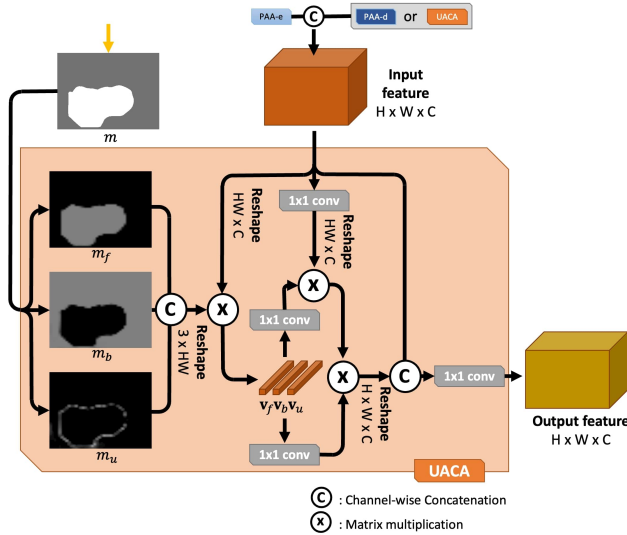 PAA-e
C
PAA-d
or
UACA
Input
feature
H x W x C
m
1x1 conv
Reshape
HW x C
Reshape
HW x C
m_f
X
C
X
Reshape
3 x HW
1x1 conv
m_b
X
C
1x1 conv
Reshape
H x W x C
v_f v_b v_u
1x1 conv
m_u
Output feature
H x W x C
UACA
C : Channel-wise Concatenation
X : Matrix multiplication